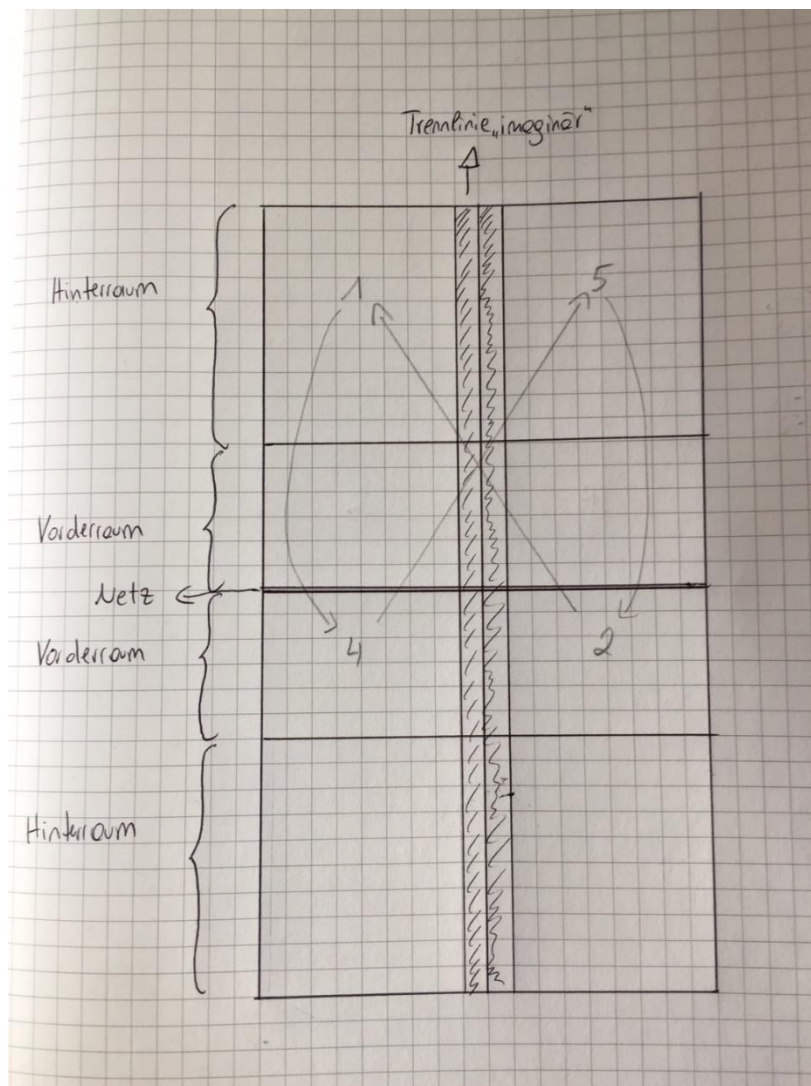 Trennlinie „imaginär"
Hinterraum
1
5
Vorderraum
Netz
Vorderraum
4
2
Hinterraum